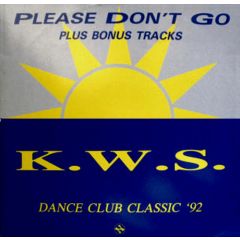 PLEASE DON'T GO
PLUS BONUS TRACKS
K.W.S.
DANCE CLUB CLASSIC '92